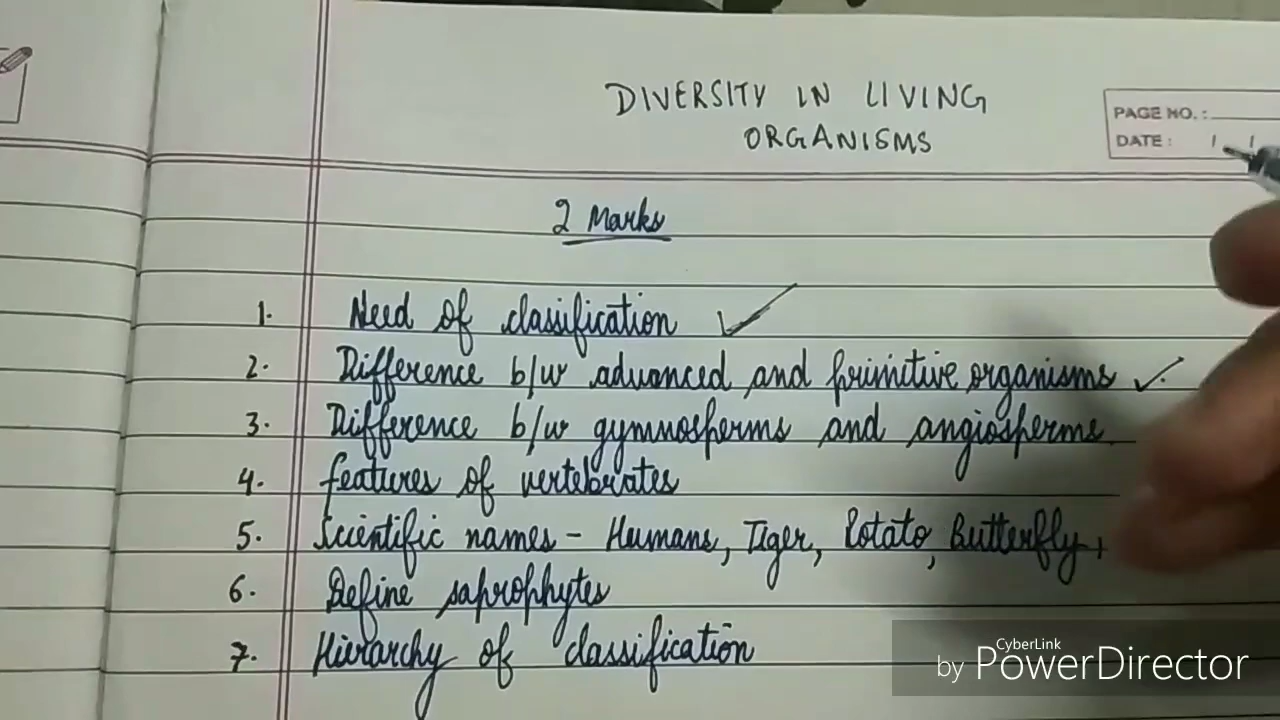 DIVERSITY IN LIVING
ORGANISMS
PAGE NO.:
DATE:
2 Marks
1. Need of classification
2. Difference b/w advanced and primitive organisms
3. Difference b/w gymnosperms and angiosperms
4. features of vertebrates
5. Scientific names - Humans, Tiger, Potato, Butterfly,
6. Define saprophytes
7. Hierarchy of classification
CyberLink
by PowerDirector